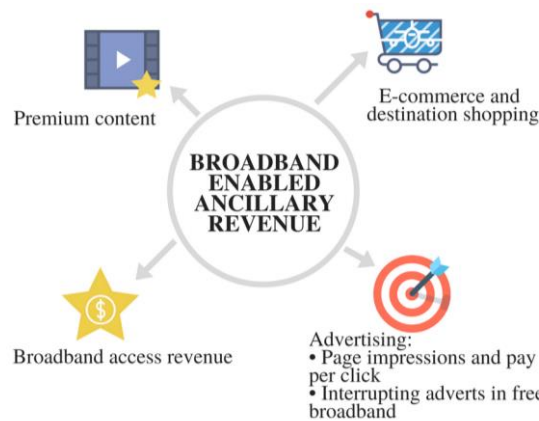 Premium content
E-commerce and
destination shopping
BROADBAND
ENABLED
ANCILLARY
REVENUE
$
Broadband access revenue
Advertising:
• Page impressions and pay
per click
• Interrupting adverts in free
broadband